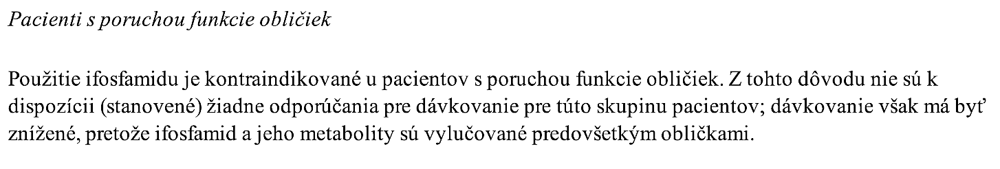 Pacienti s poruchou funkcie obličiek
Použitie ifosfamidu je kontraindikované u pacientov s poruchou funkcie obličiek. Z tohto dôvodu nie sú k
dispozícii (stanovené) žiadne odporúčania pre dávkovanie pre túto skupinu pacientov; dávkovanie však má byť
znížené, pretože ifosfamid a jeho metabolity sú vylučované predovšetkým obličkami.